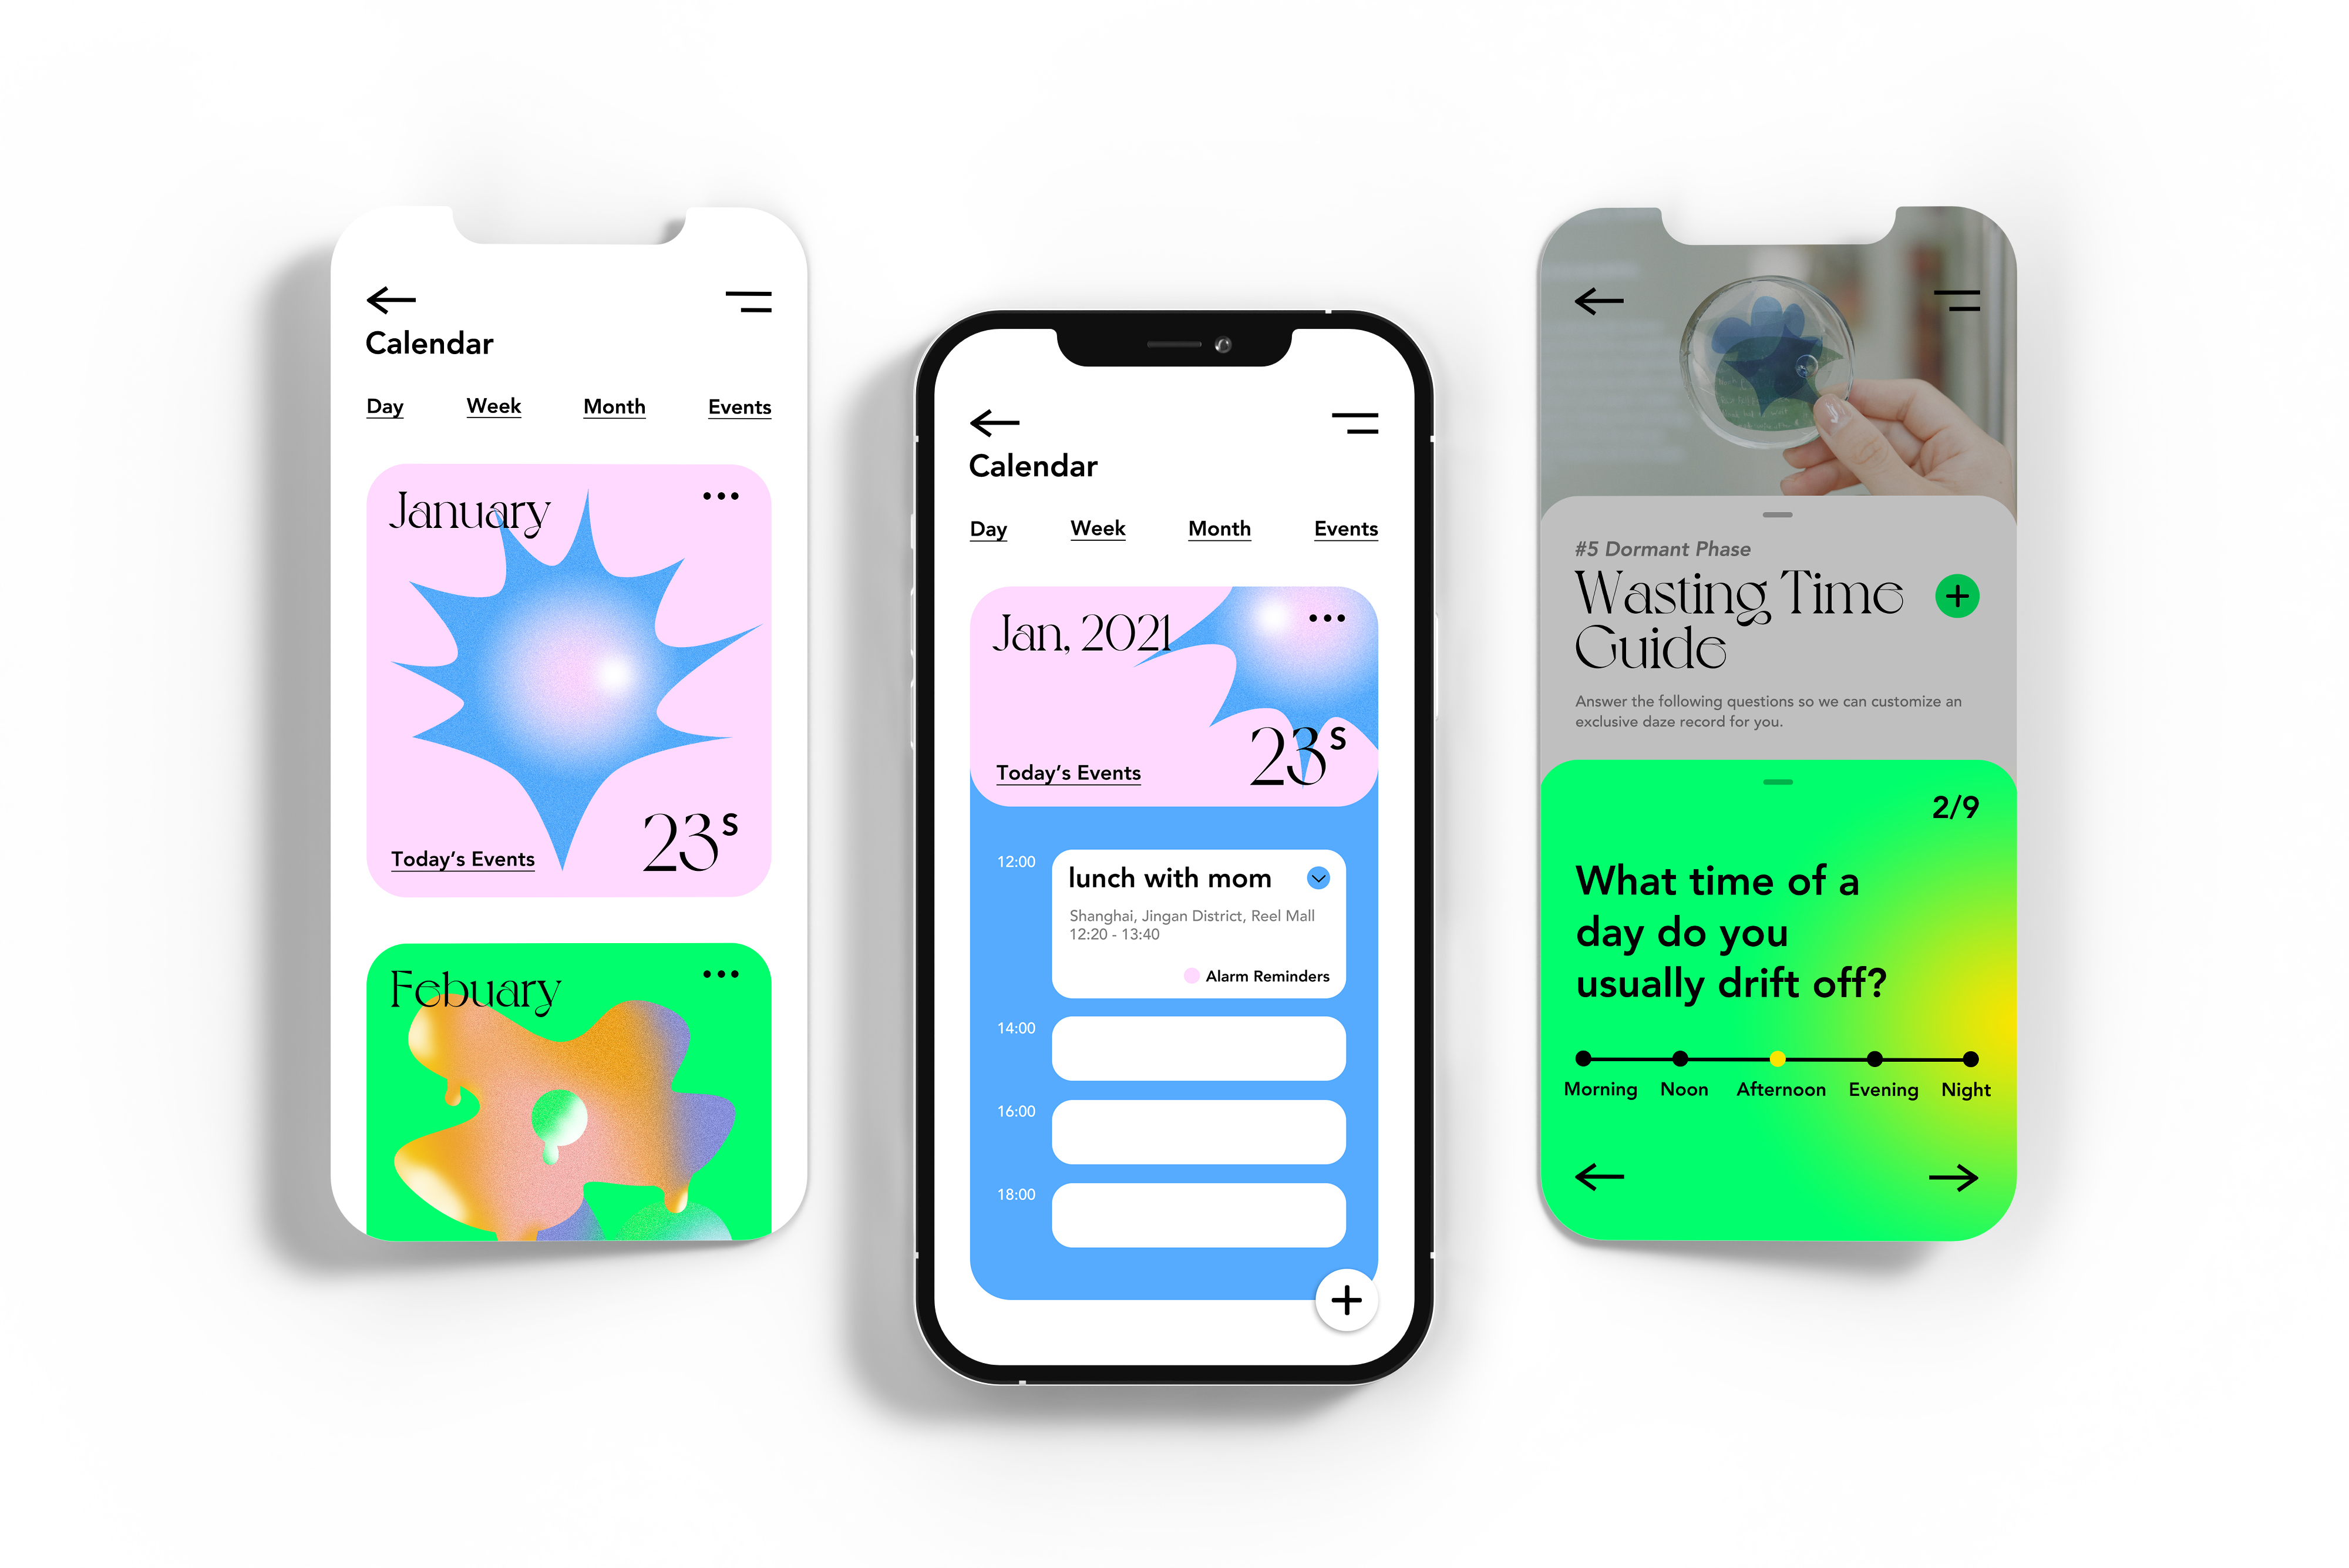 Calendar
Day Week Month Events
January
Today's Events
23S
Febuary
Calendar
Day Week Month Events
Jan, 2021
Today's Events
23S
12:00
lunch with mom
Shanghai, Jingan District, Reel Mall
12:20 - 13:40
Alarm Reminders
14:00
16:00
18:00
#5 Dormant Phase
Wasting Time
Guide
Answer the following questions so we can customize an
exclusive daze record for you.
2/9
What time of a
day do you
usually drift off?
Morning Noon Afternoon Evening Night